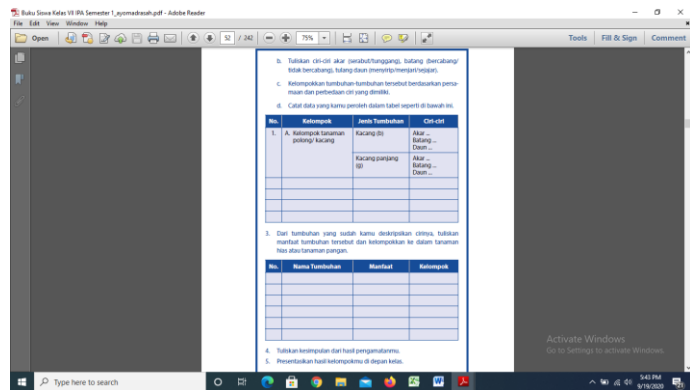 Buku Siswa Kelas VII IPA Semester 1_ayomadrasah.pdf - Adobe Reader
File Edit View Window Help
Open 52 / 242 75% Tools Fill & Sign Comment
b. Tuliskan ciri-ciri akar (serabut/tunggang), batang (bercabang/
tidak bercabang), tulang daun (menyirip/menjari/sejajar).
c. Kelompokkan tumbuhan-tumbuhan tersebut berdasarkan persa-
maan dan perbedaan ciri yang dimiliki.
d. Catat data yang kamu peroleh dalam tabel seperti di bawah ini.
No. Kelompok Jenis Tumbuhan Ciri-ciri
1. A. Kelompok tanaman Kacang (b) Akar ...
polong/ kacang Batang ...
Daun ...
Kacang panjang Akar ...
(g) Batang ...
Daun ...
3. Dari tumbuhan yang sudah kamu deskripsikan cirinya, tuliskan
manfaat tumbuhan tersebut dan kelompokkan ke dalam tanaman
hias atau tanaman pangan.
No. Nama Tumbuhan Manfaat Kelompok
4. Tuliskan kesimpulan dari hasil pengamatanmu.
5. Presentasikan hasil kelompokmu di depan kelas.
Activate Windows
Go to Settings to activate Windows.
Type here to search
5:43 PM
9/19/2020